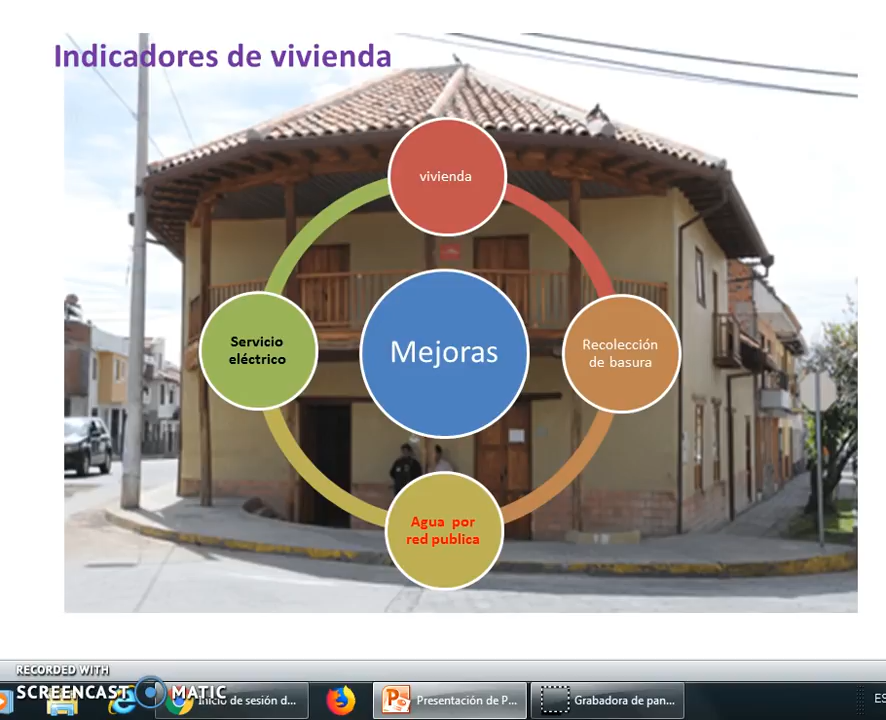 Indicadores de vivienda
vivienda
Servicio
eléctrico
Mejoras
Recolección
de basura
Agua por
red publica
RECORDED WITH
SCREENCAST MATIC
Inicio de sesión d...
Presentación de P...
Grabadora de pan...
ES